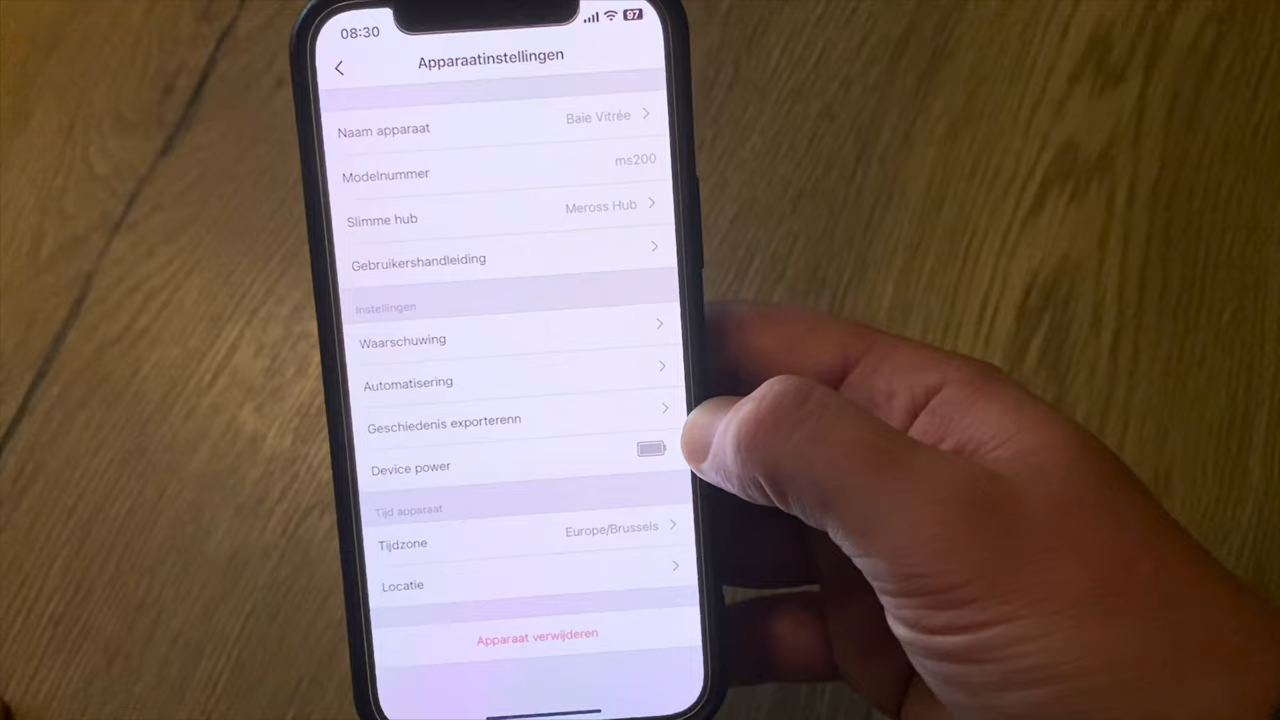 08:30
97
Apparaatinstellingen
Naam apparaat Baie Vitrée
Modelnummer ms200
Slimme hub Meross Hub
Gebruikershandleiding
Instellingen
Waarschuwing
Automatisering
Geschiedenis exporterenn
Device power
Tijd apparaat
Tijdzone Europe/Brussels
Locatie
Apparaat verwijderen